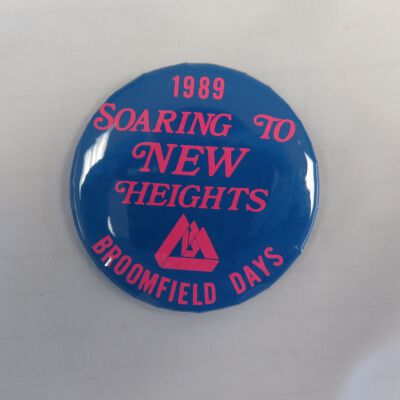 1989
SOARING TO
NEW
HEIGHTS
BROOMFIELD DAYS